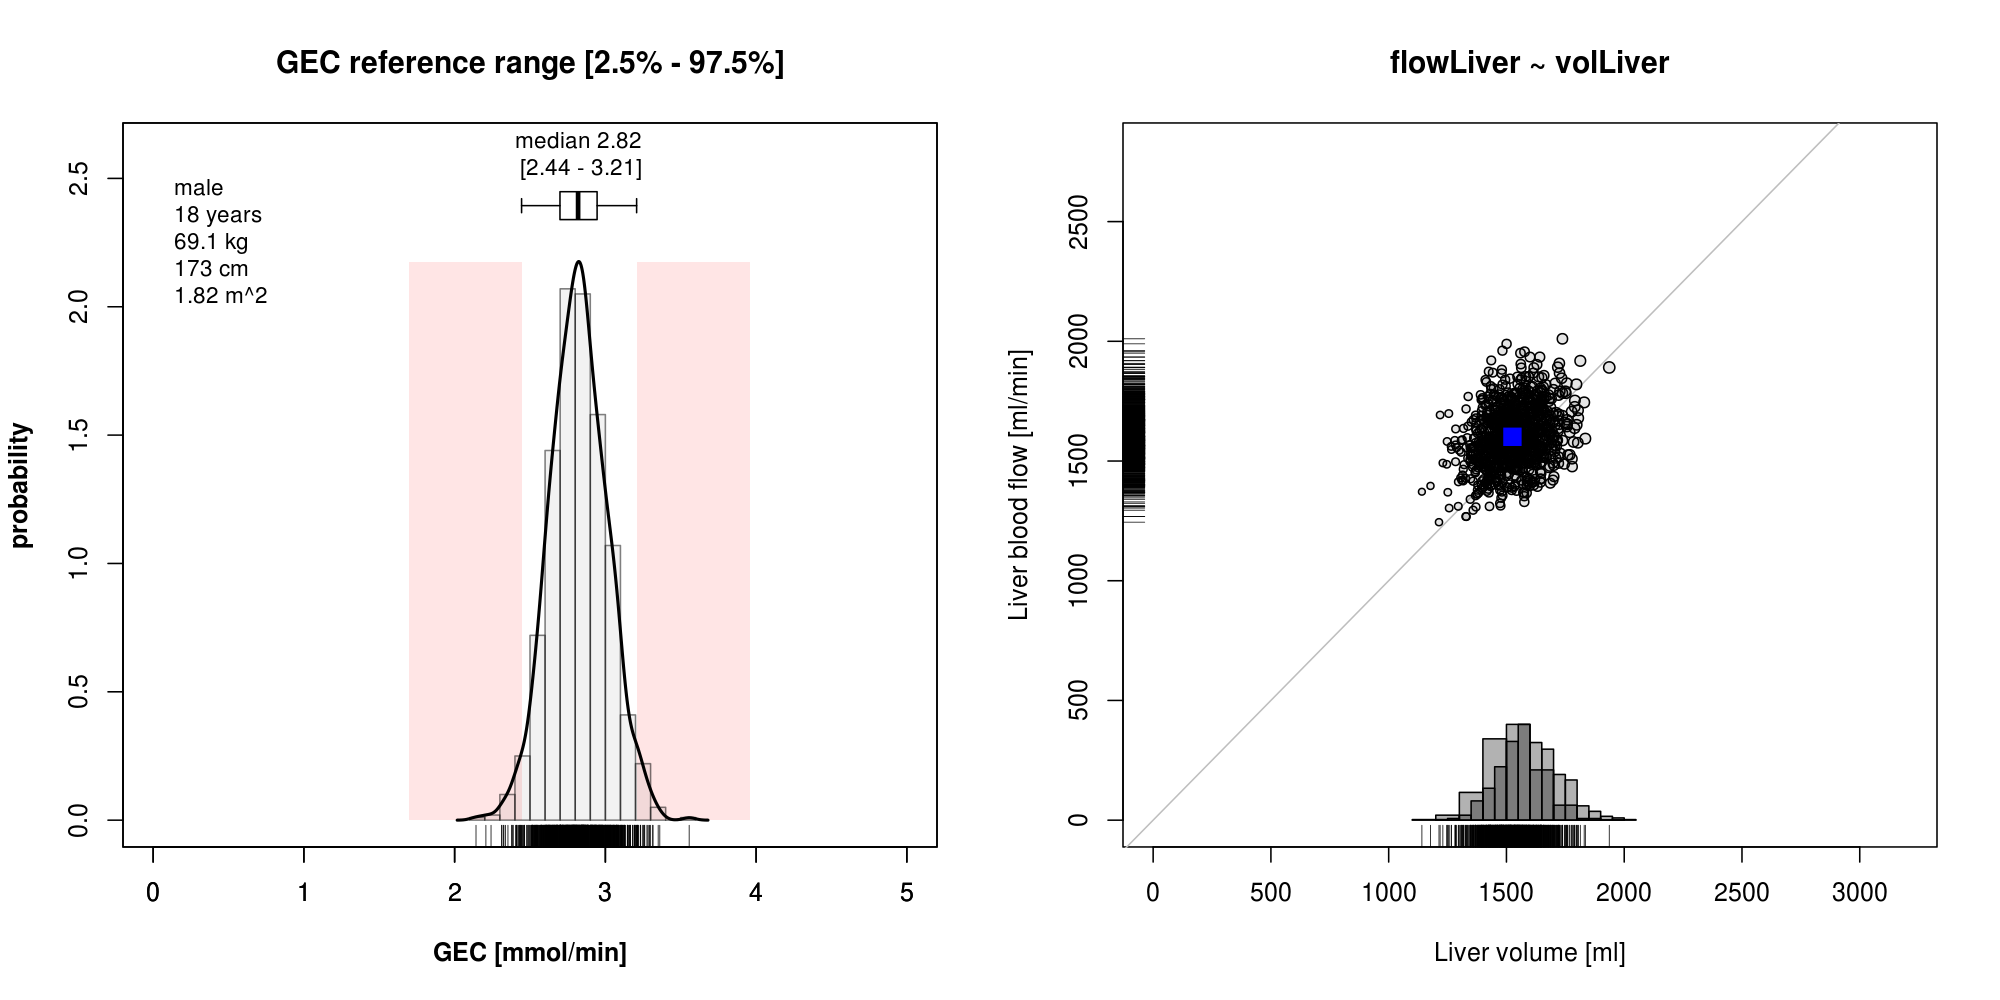 GEC reference range [2.5% - 97.5%]
median 2.82
[2.44 - 3.21]
male
18 years
69.1 kg
173 cm
1.82 m^2
probability
0.0
0.5
1.0
1.5
2.0
2.5
0 1 2 3 4 5
GEC [mmol/min]
flowLiver ~ volLiver
Liver blood flow [ml/min]
0
500
1000
1500
2000
2500
0 500 1000 1500 2000 2500 3000
Liver volume [ml]